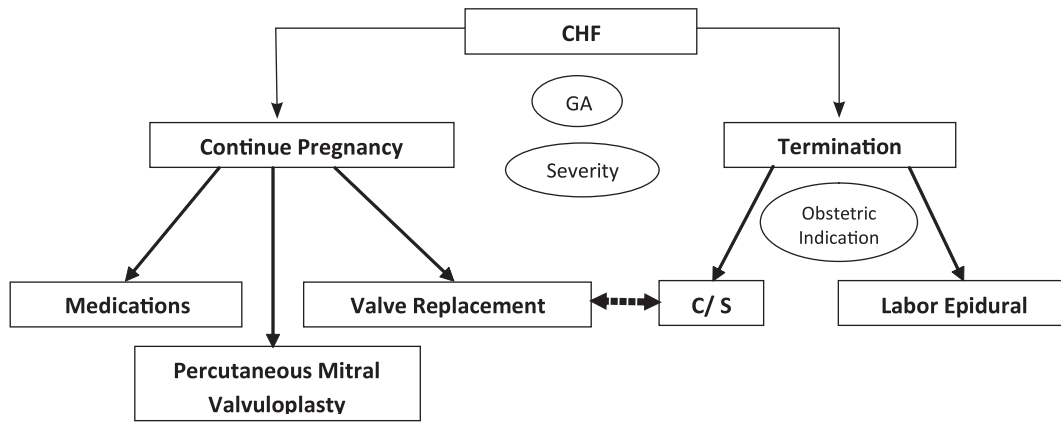 CHF
GA
Continue Pregnancy
Termination
Severity
Obstetric
Indication
Medications
Valve Replacement
C/ S
Labor Epidural
Percutaneous Mitral
Valvuloplasty